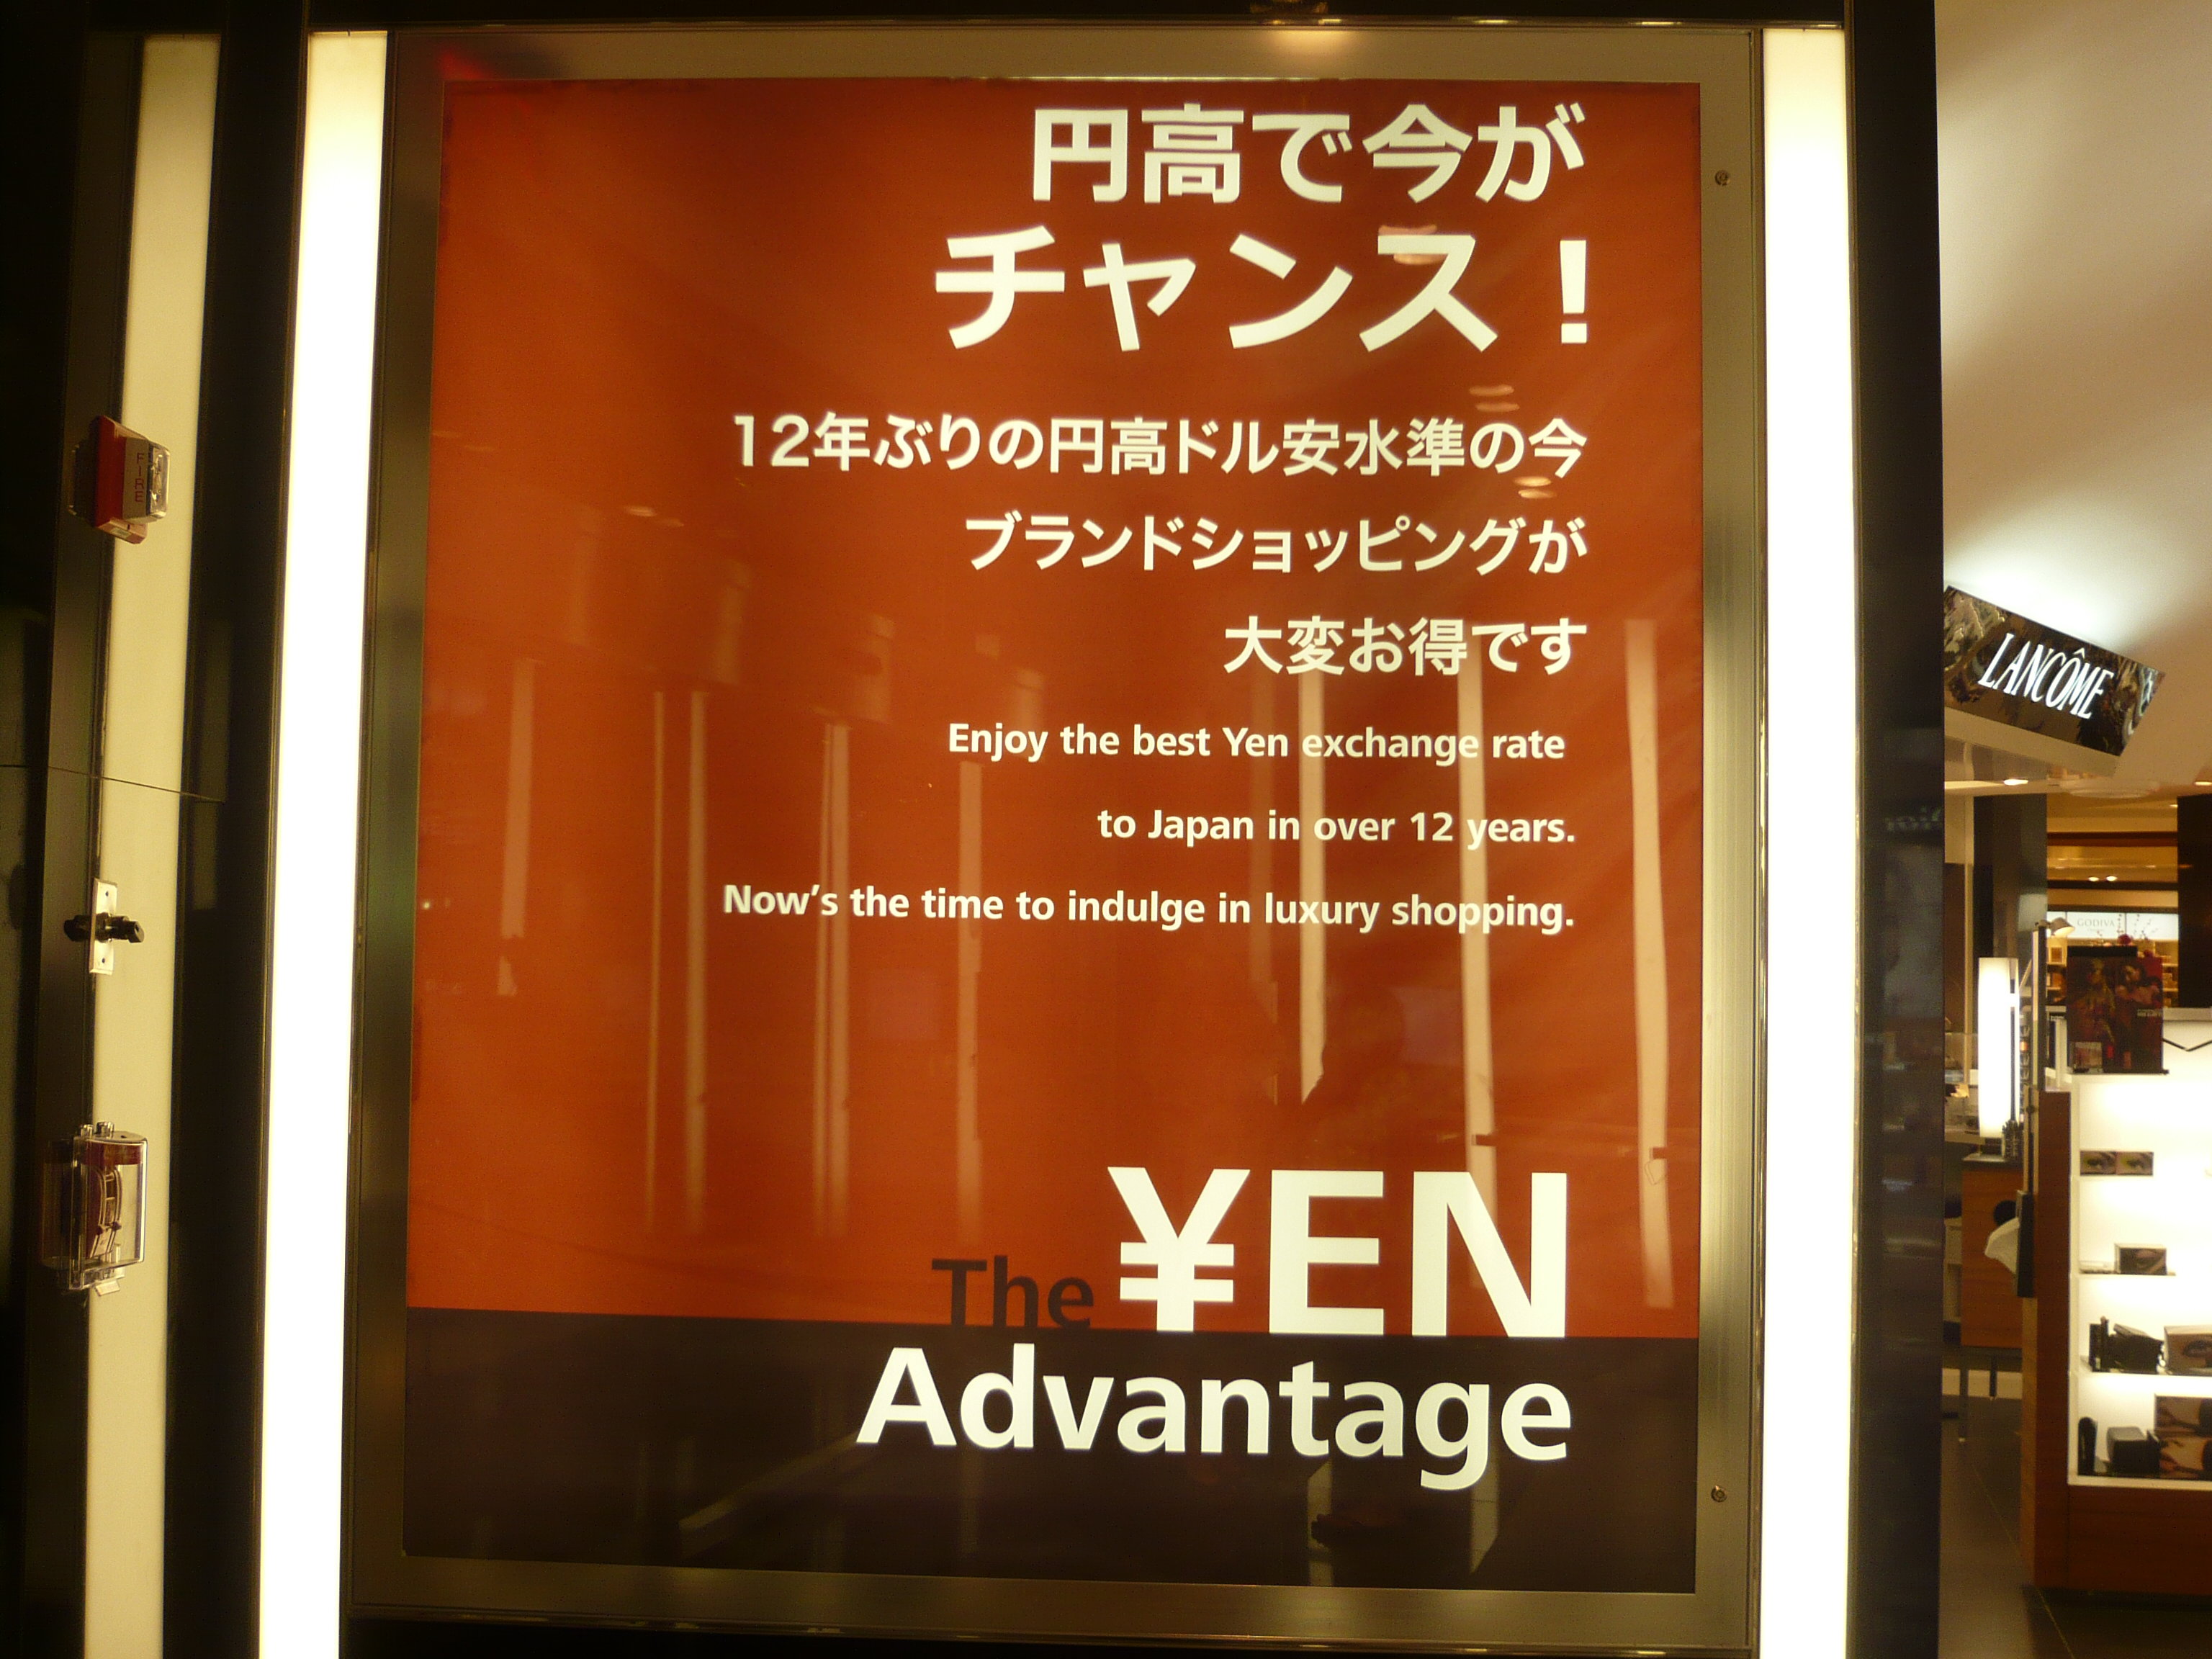 円高で今が
チャンス！
12年ぶりの円高ドル安水準の今
ブランドショッピングが
大変お得です
Enjoy the best Yen exchange rate
to Japan in over 12 years.
Now's the time to indulge in luxury shopping.
The ¥EN
Advantage
FIRE
LANCÔME
GODIVA